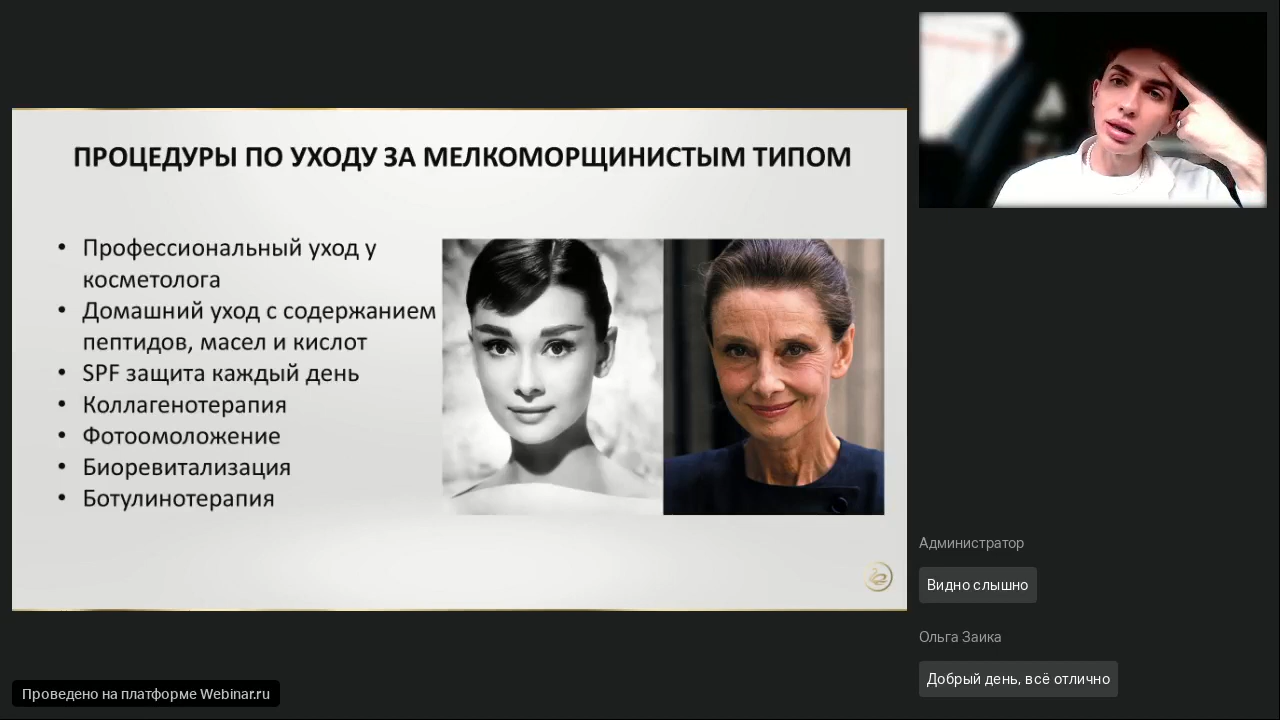 ПРОЦЕДУРЫ ПО УХОДУ ЗА МЕЛКОМОРЩИНИСТЫМ ТИПОМ
• Профессиональный уход у
косметолога
• Домашний уход с содержанием
пептидов, масел и кислот
• SPF защита каждый день
• Коллагенотерапия
• Фотоомоложение
• Биоревитализация
• Ботулинотерапия
Администратор
Видно слышно
Ольга Заика
Добрый день, всё отлично
Проведено на платформе Webinar.ru